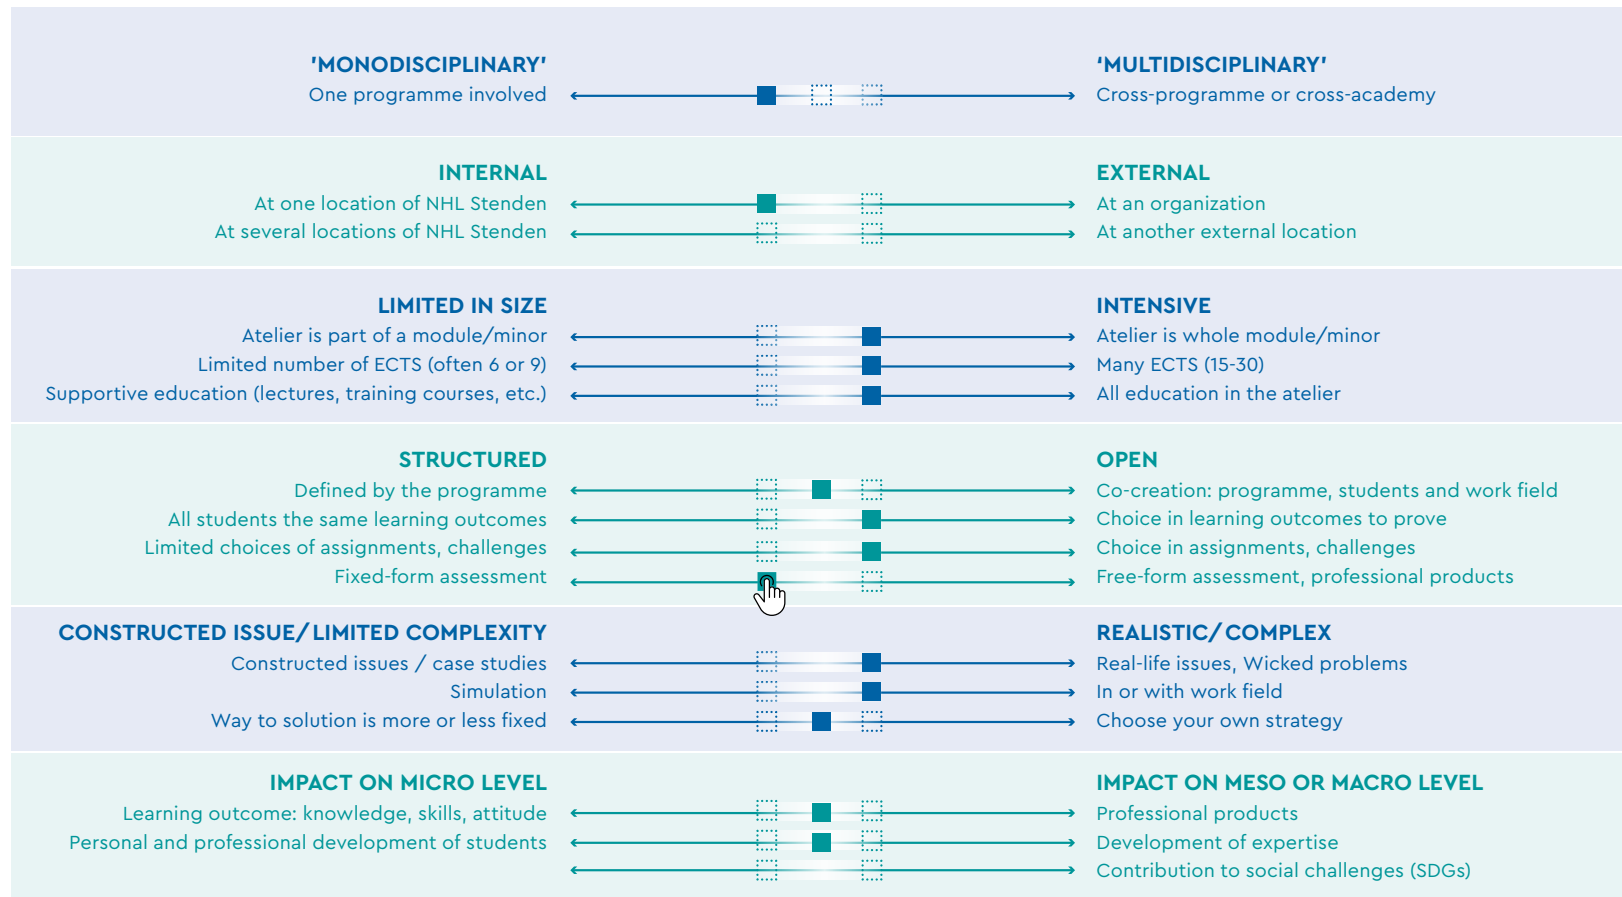 'MONODISCIPLINARY'
‘MULTIDISCIPLINARY’
One programme involved
Cross-programme or cross-academy
INTERNAL
EXTERNAL
At one location of NHL Stenden
At an organization
At several locations of NHL Stenden
At another external location
LIMITED IN SIZE
INTENSIVE
Atelier is part of a module/minor
Atelier is whole module/minor
Limited number of ECTS (often 6 or 9)
Many ECTS (15-30)
Supportive education (lectures, training courses, etc.)
All education in the atelier
STRUCTURED
OPEN
Defined by the programme
Co-creation: programme, students and work field
All students the same learning outcomes
Choice in learning outcomes to prove
Limited choices of assignments, challenges
Choice in assignments, challenges
Fixed-form assessment
Free-form assessment, professional products
CONSTRUCTED ISSUE/LIMITED COMPLEXITY
REALISTIC/COMPLEX
Constructed issues / case studies
Real-life issues, Wicked problems
Simulation
In or with work field
Way to solution is more or less fixed
Choose your own strategy
IMPACT ON MICRO LEVEL
IMPACT ON MESO OR MACRO LEVEL
Learning outcome: knowledge, skills, attitude
Professional products
Personal and professional development of students
Development of expertise
Contribution to social challenges (SDGs)